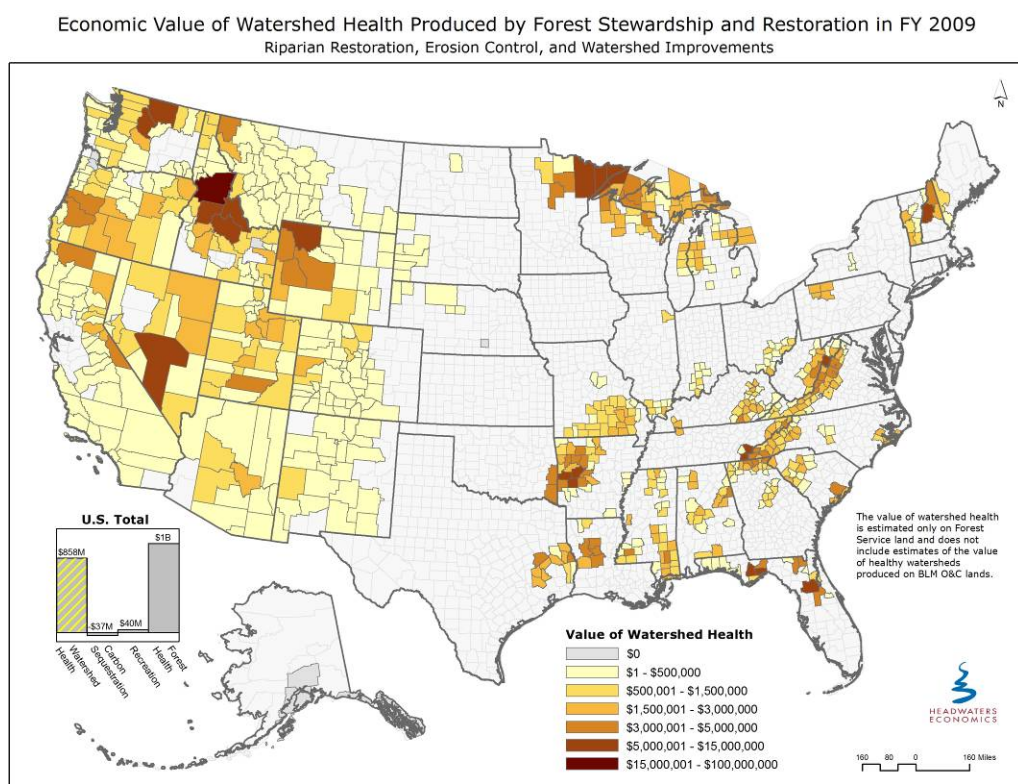 Economic Value of Watershed Health Produced by Forest Stewardship and Restoration in FY 2009
Riparian Restoration, Erosion Control, and Watershed Improvements
N
U.S. Total
$1B
$858M
-$37M
$40M
Watershed
Health
Carbon
Sequestration
Recreation
Forest
Health
The value of watershed health
is estimated only on Forest
Service land and does not
include estimates of the value
of healthy watersheds
produced on BLM O&C lands.
Value of Watershed Health
$0
$1 - $500,000
$500,001 - $1,500,000
$1,500,001 - $3,000,000
$3,000,001 - $5,000,000
$5,000,001 - $15,000,000
$15,000,001 - $100,000,000
HEADWATERS
ECONOMICS
160 80 0 160 Miles